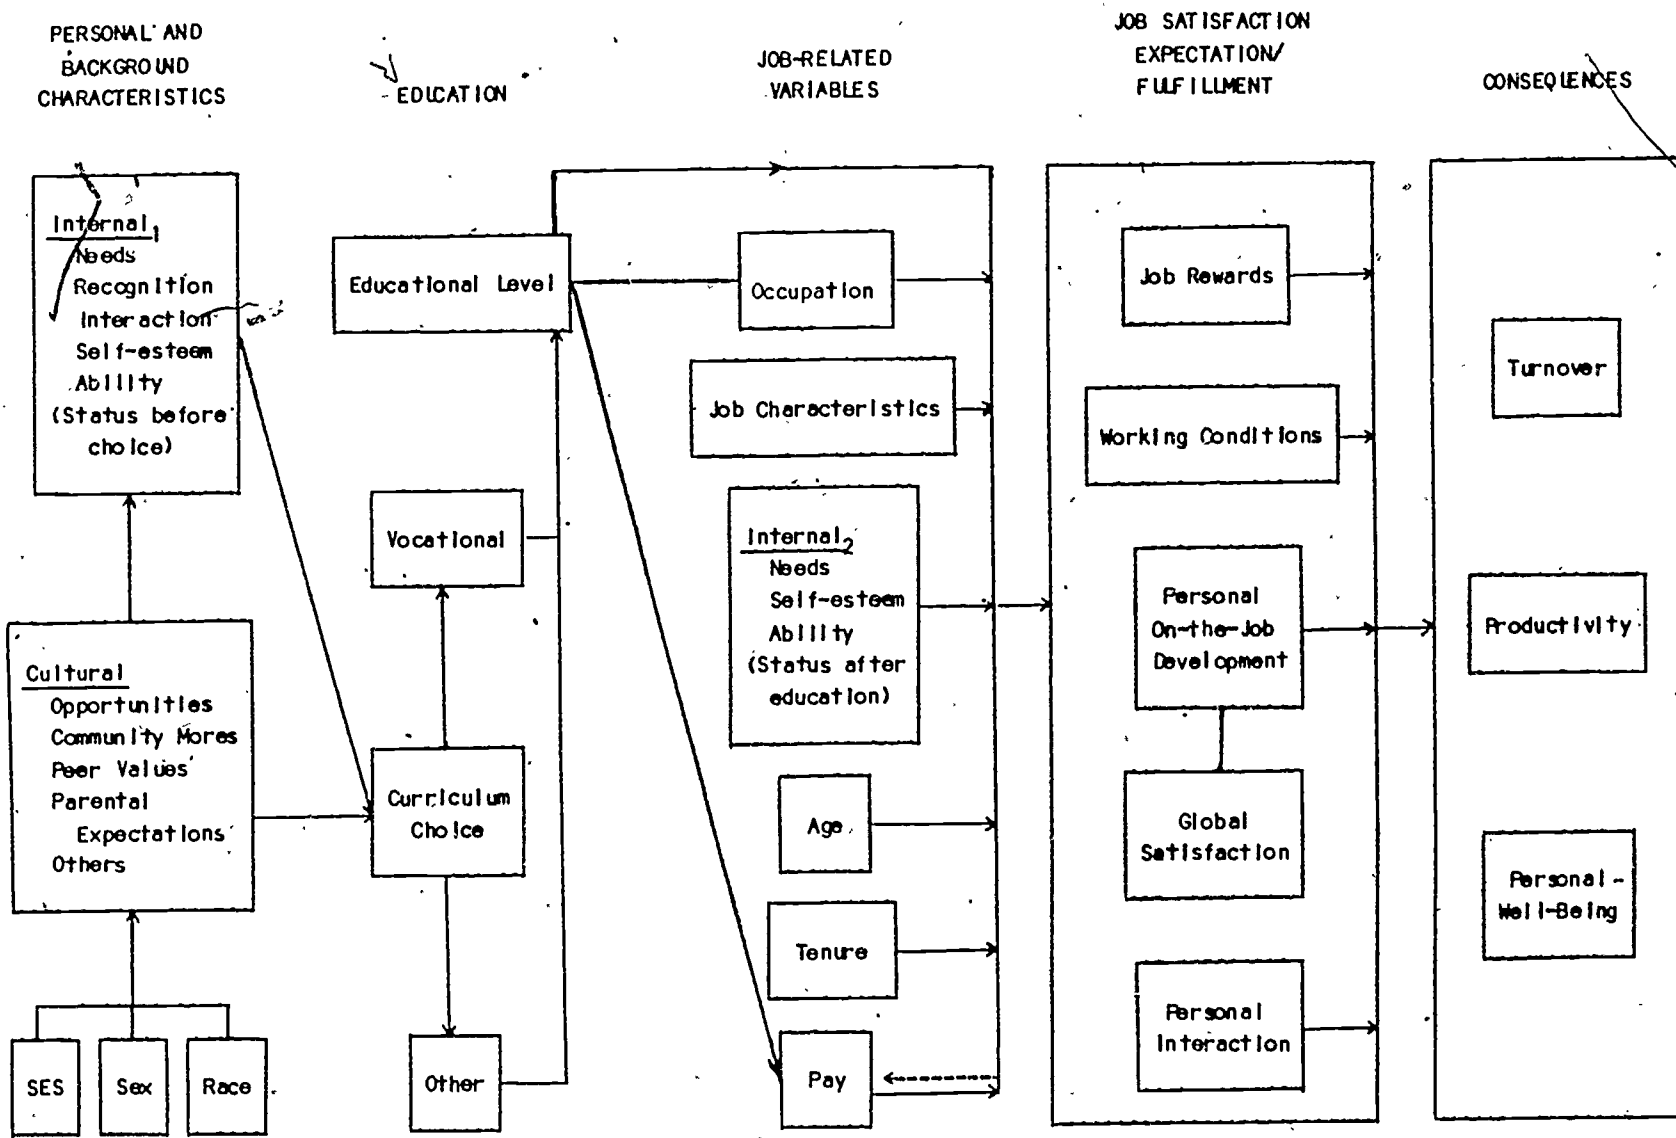 PERSONAL AND
BACKGROUND
CHARACTERISTICS
EDUCATION
JOB-RELATED
VARIABLES
JOB SATISFACTION
EXPECTATION/
FULFILLMENT
CONSEQUENCES
Internal1
Needs
Recognition
Interaction
Self-esteem
Ability
(Status before
choice)
Cultural
Opportunities
Community Mores
Peer Values
Parental
Expectations
Others
SES
Sex
Race
Educational Level
Vocational
Curriculum
Choice
Other
Occupation
Job Characteristics
Internal2
Needs
Self-esteem
Ability
(Status after
education)
Age
Tenure
Pay
Job Rewards
Working Conditions
Personal
On-the-Job
Development
Global
Satisfaction
Personal
Interaction
Turnover
Productivity
Personal-
Well-Being